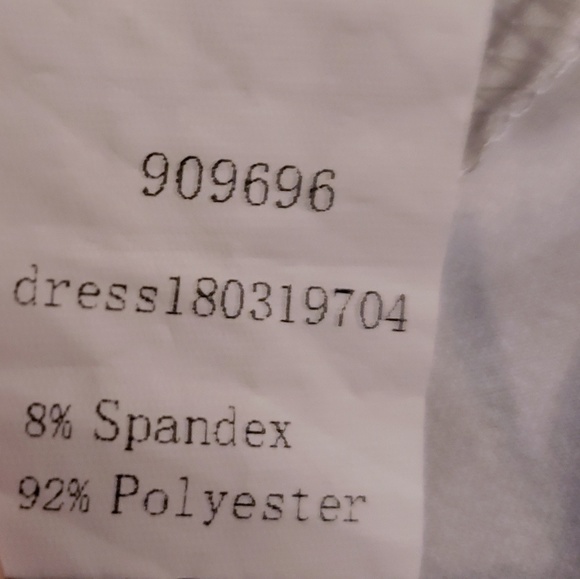 909696
dress180319704
8% Spandex
92% Polyester